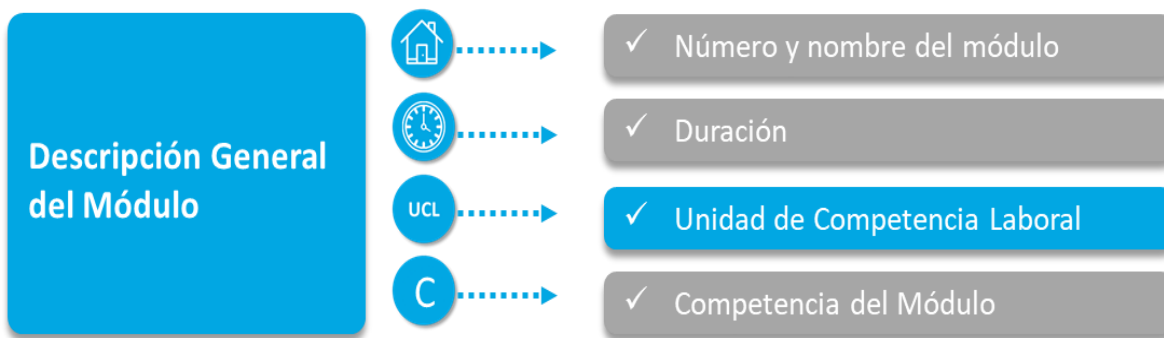 Descripción General
del Módulo
✓ Número y nombre del módulo
✓ Duración
UCL
✓ Unidad de Competencia Laboral
C
✓ Competencia del Módulo